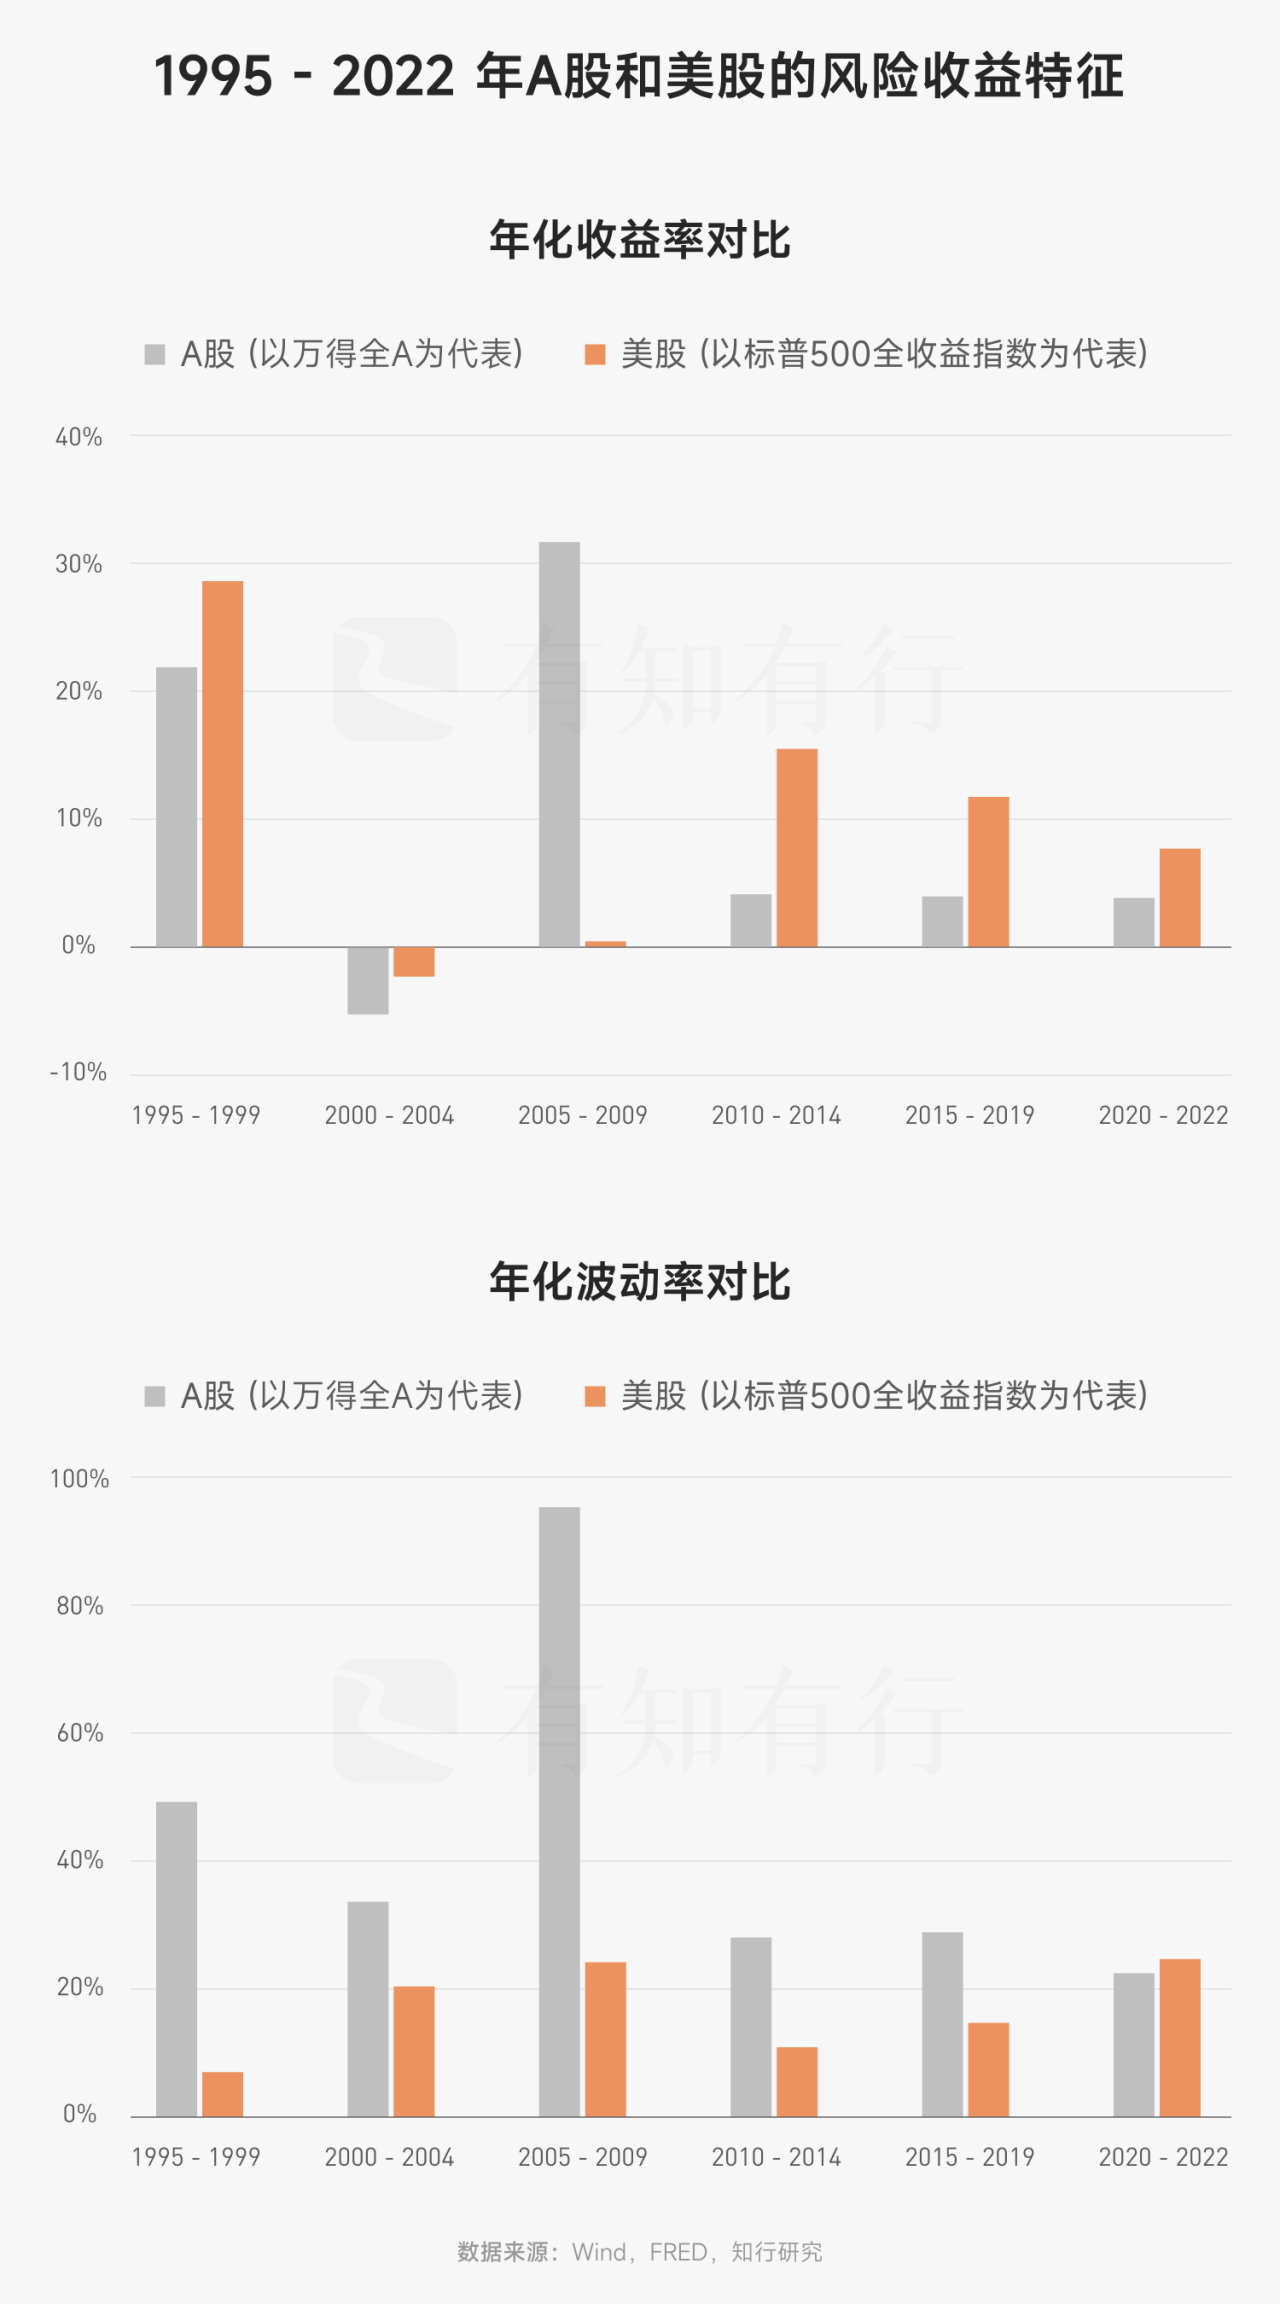 1995 - 2022 年A股和美股的风险收益特征
年化收益率对比
A股 (以万得全A为代表) 美股 (以标普500全收益指数为代表)
40%
30%
有知有行
20%
10%
0%
-10%
1995 - 1999 2000 - 2004 2005 - 2009 2010 - 2014 2015 - 2019 2020 - 2022
年化波动率对比
A股 (以万得全A为代表) 美股 (以标普500全收益指数为代表)
100%
80%
有知有行
60%
40%
20%
0%
1995 - 1999 2000 - 2004 2005 - 2009 2010 - 2014 2015 - 2019 2020 - 2022
数据来源：Wind，FRED，知行研究